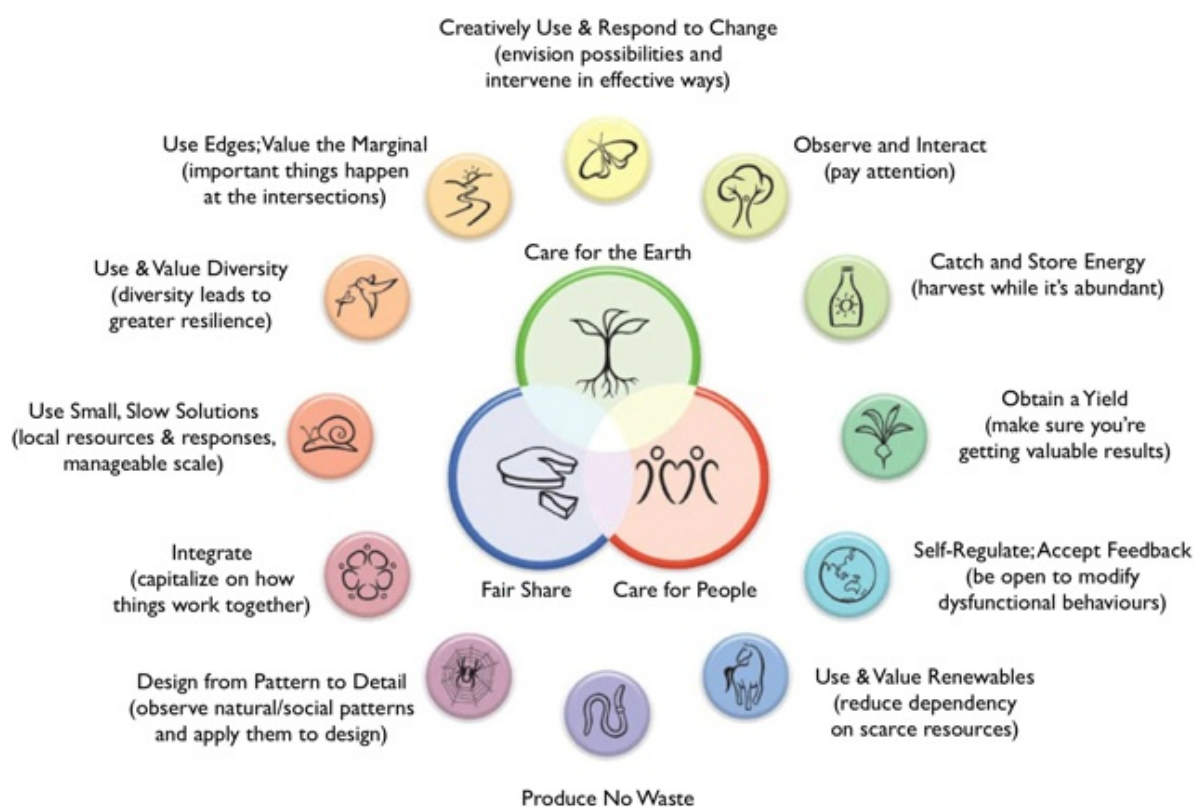 Creatively Use & Respond to Change
(envision possibilities and
intervene in effective ways)
Observe and Interact
(pay attention)
Catch and Store Energy
(harvest while it's abundant)
Obtain a Yield
(make sure you're
getting valuable results)
Self-Regulate; Accept Feedback
(be open to modify
dysfunctional behaviours)
Use & Value Renewables
(reduce dependency
on scarce resources)
Produce No Waste
Design from Pattern to Detail
(observe natural/social patterns
and apply them to design)
Integrate
(capitalize on how
things work together)
Use Small, Slow Solutions
(local resources & responses,
manageable scale)
Use & Value Diversity
(diversity leads to
greater resilience)
Use Edges; Value the Marginal
(important things happen
at the intersections)
Care for the Earth
Fair Share
Care for People